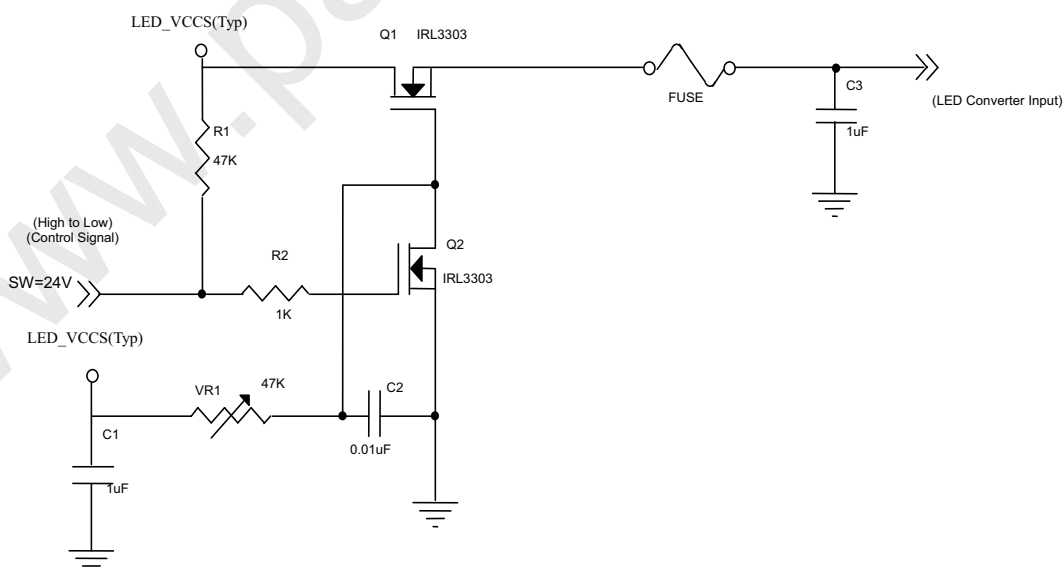 LED_VCCS(Typ)
Q1 IRL3303
FUSE
C3
1uF
(LED Converter Input)
R1
47K
(High to Low)
(Control Signal)
SW=24V
R2
1K
Q2
IRL3303
LED_VCCS(Typ)
VR1
47K
C2
0.01uF
C1
1uF